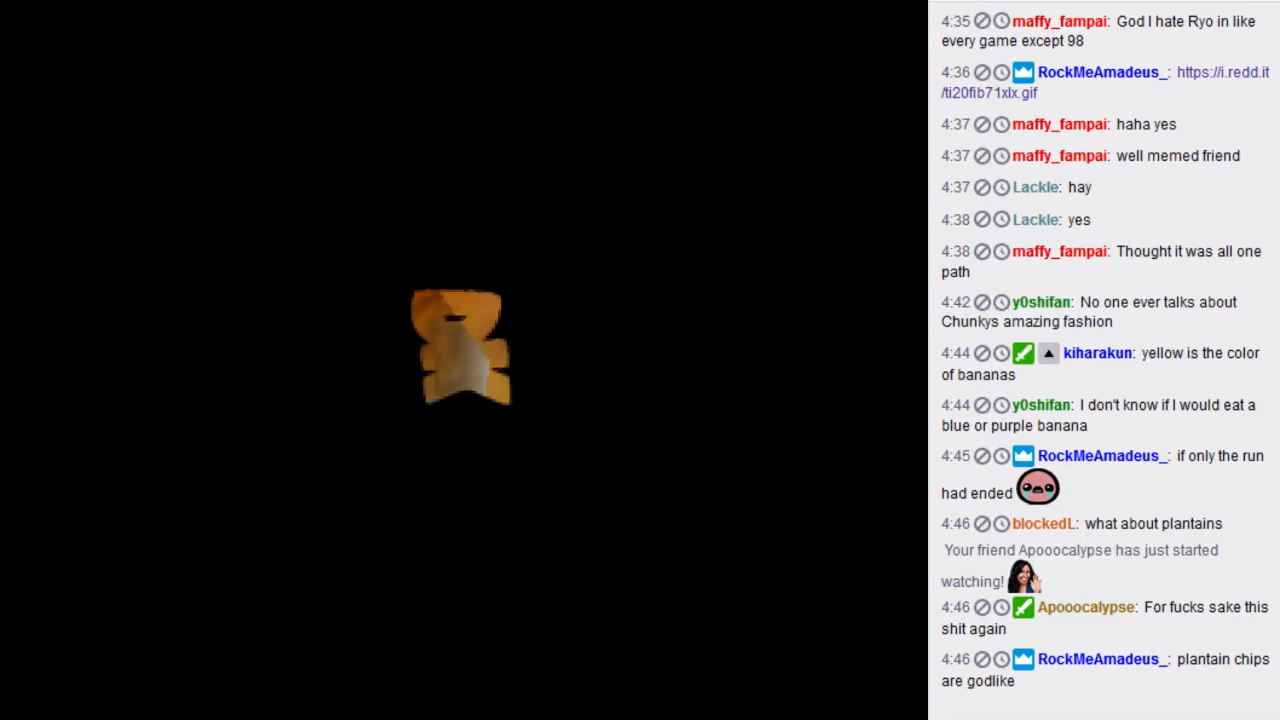 4:35 maffy_fampai: God I hate Ryo in like
every game except 98
4:36 RockMeAmadeus_: https://i.redd.it
/ti20fib71xlx.gif
4:37 maffy_fampai: haha yes
4:37 maffy_fampai: well memed friend
4:37 Lackle: hay
4:38 Lackle: yes
4:38 maffy_fampai: Thought it was all one
path
4:42 y0shifan: No one ever talks about
Chunkys amazing fashion
4:44 kiharakun: yellow is the color
of bananas
4:44 y0shifan: I don't know if I would eat a
blue or purple banana
4:45 RockMeAmadeus_: if only the run
had ended
4:46 blockedL: what about plantains
Your friend Apooocalypse has just started
watching!
4:46 Apooocalypse: For fucks sake this
shit again
4:46 RockMeAmadeus_: plantain chips
are godlike